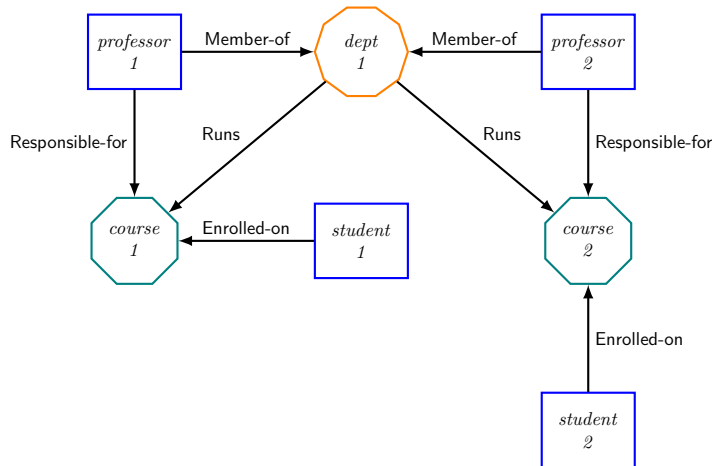 professor
1
Member-of
dept
1
Member-of
professor
2
Responsible-for
Runs
Runs
Responsible-for
course
1
Enrolled-on
student
1
course
2
Enrolled-on
student
2